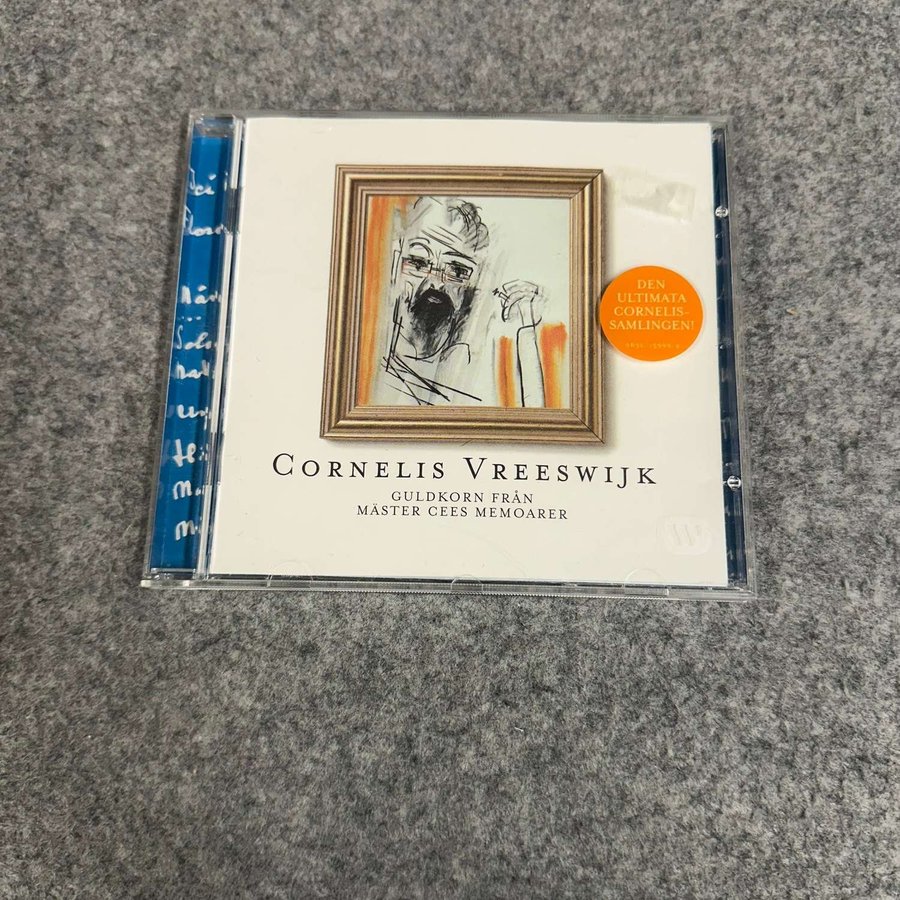 CORNELIS VREESWIJK
GULDKORN FRÅN
MÄSTER CEES MEMOARER
DEN
ULTIMATA
CORNELIS-
SAMLINGEN!